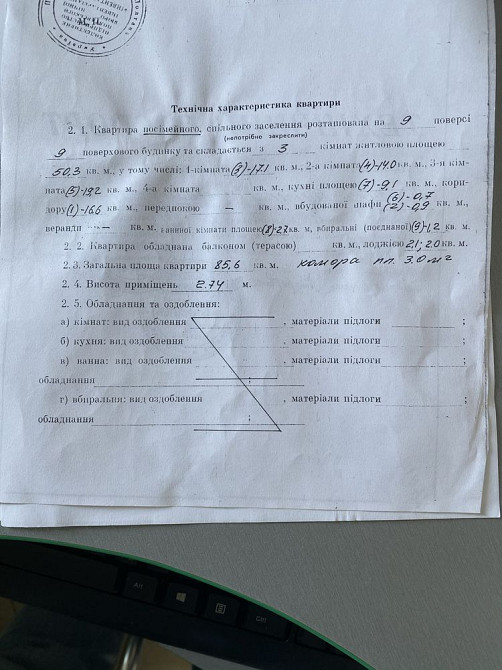 М.П.
Технічна характеристика квартири
2. 1. Квартира посімейного, спільного заселення розташована на 9 поверсі
(непотрібне закреслити)
9 поверхового будинку та складається з 3 кімнат житловою площею
50,3 кв. м., у тому числі: 1-кімната (3)-17.1 кв. м., 2-а кімната (4)-14.0 кв. м., 3-я кім-
ната (5)-19.2 кв. м., 4-а кімната кв. м., кухні площею (7)-9,1 кв. м., кори-
(6)-0,7
зору (1)-16.6 кв. м., передпокою — кв. м., вбудованої шафи (2)-0,9 кв. м.,
веранди — кв. м. ванної кімнати площею (8)-2.7 кв. м., вбиральні (поєднаної) (9)-1,2 кв. м.
2. 2. Квартира обладнана балконом (терасою) кв. м., лоджією 2,1; 2.0 кв. м.
2. 3. Загальна площа квартири 85,6 кв. м. комора пл. 3.0 м2
2. 4. Висота приміщень 2.74 м.
2. 5. Обладнання та оздоблення:
а) кімнат: вид оздоблення , матеріали підлоги ;
б) кухня: вид оздоблення , матеріали підлоги ;
в) ванна: вид оздоблення , матеріали підлоги ;
обладнання ;
г) вбиральня: вид оздоблення , матеріали підлоги ;
обладнання ;
Alt
Ctrl